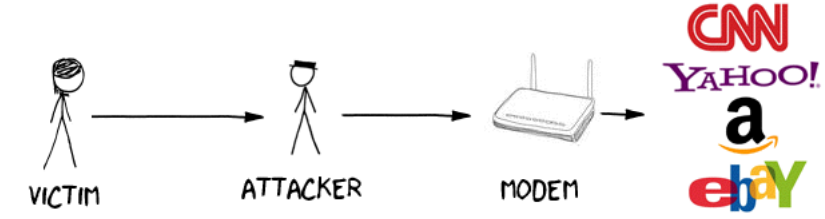 CNN
YAHOO!
a
ebaY
VICTIM
ATTACKER
MODEM